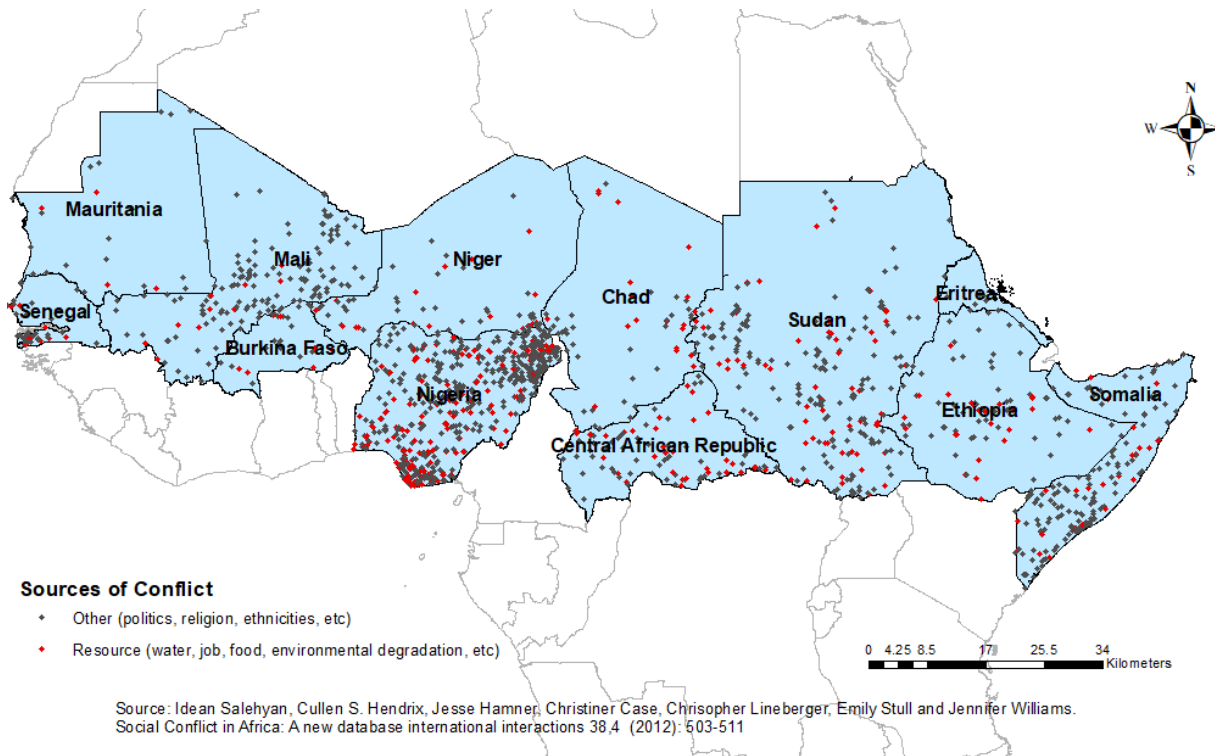 N
W
S
Mauritania
Mali
Niger
Chad
Senegal
Eritrea
Sudan
Burkina Faso
Nigeria
Ethiopia
Somalia
Central African Republic
Sources of Conflict
Other (politics, religion, ethnicities, etc)
Resource (water, job, food, environmental degradation, etc)
0 4.25 8.5 17 25.5 34
Kilometers
Source: Idean Salehyan, Cullen S. Hendrix, Jesse Hamner, Christiner Case, Chrisopher Lineberger, Emily Stull and Jennifer Williams.
Social Conflict in Africa: A new database international interactions 38,4 (2012): 503-511